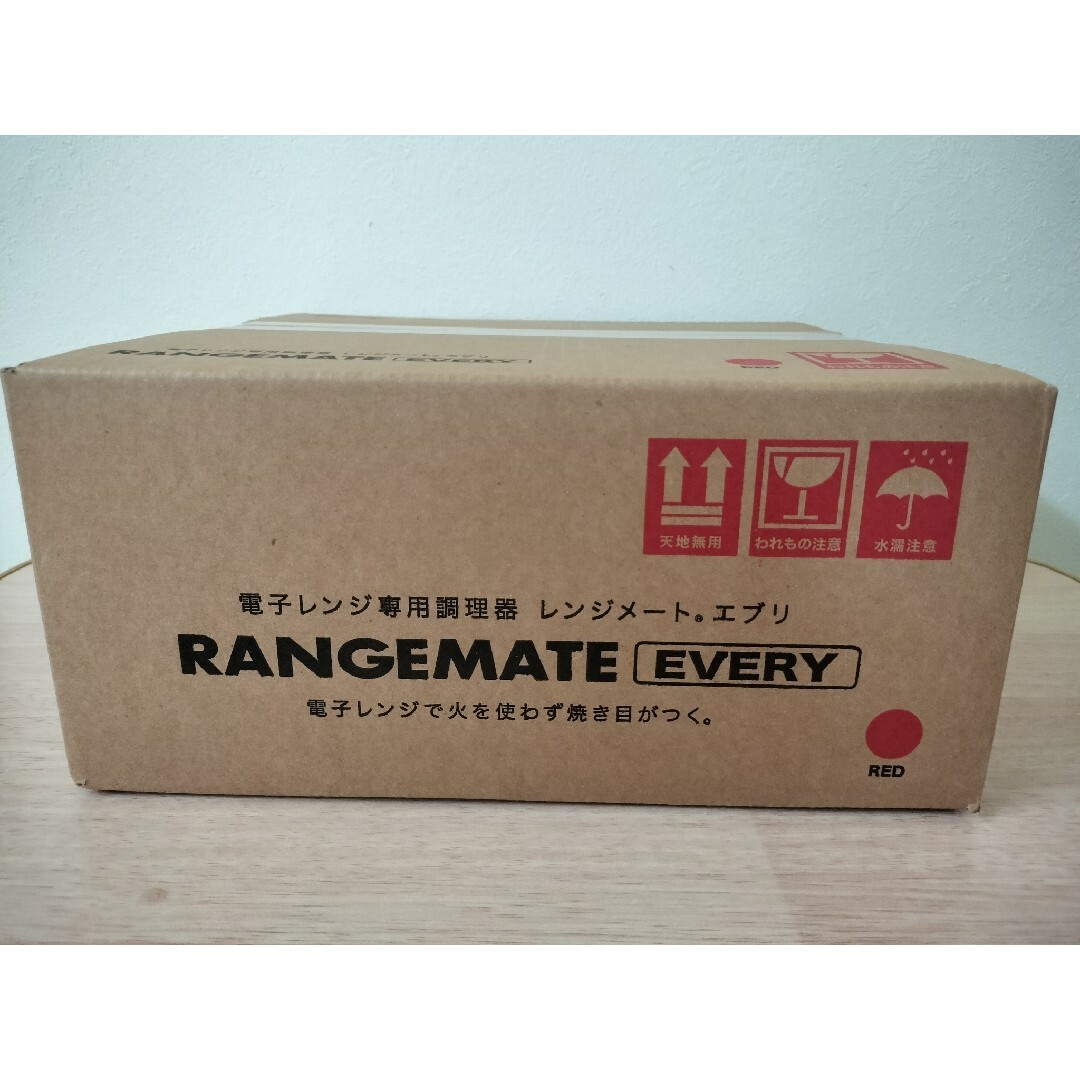 RANGEMATE EVERY
RED
天地無用
われもの注意
水濡注意
電子レンジ専用調理器 レンジメート®エブリ
RANGEMATE EVERY
電子レンジで火を使わず焼き目がつく。
RED